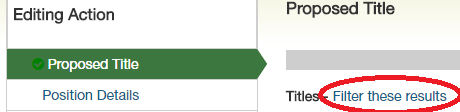 Editing Action
Proposed Title
Position Details
Proposed Title
Titles - Filter these results